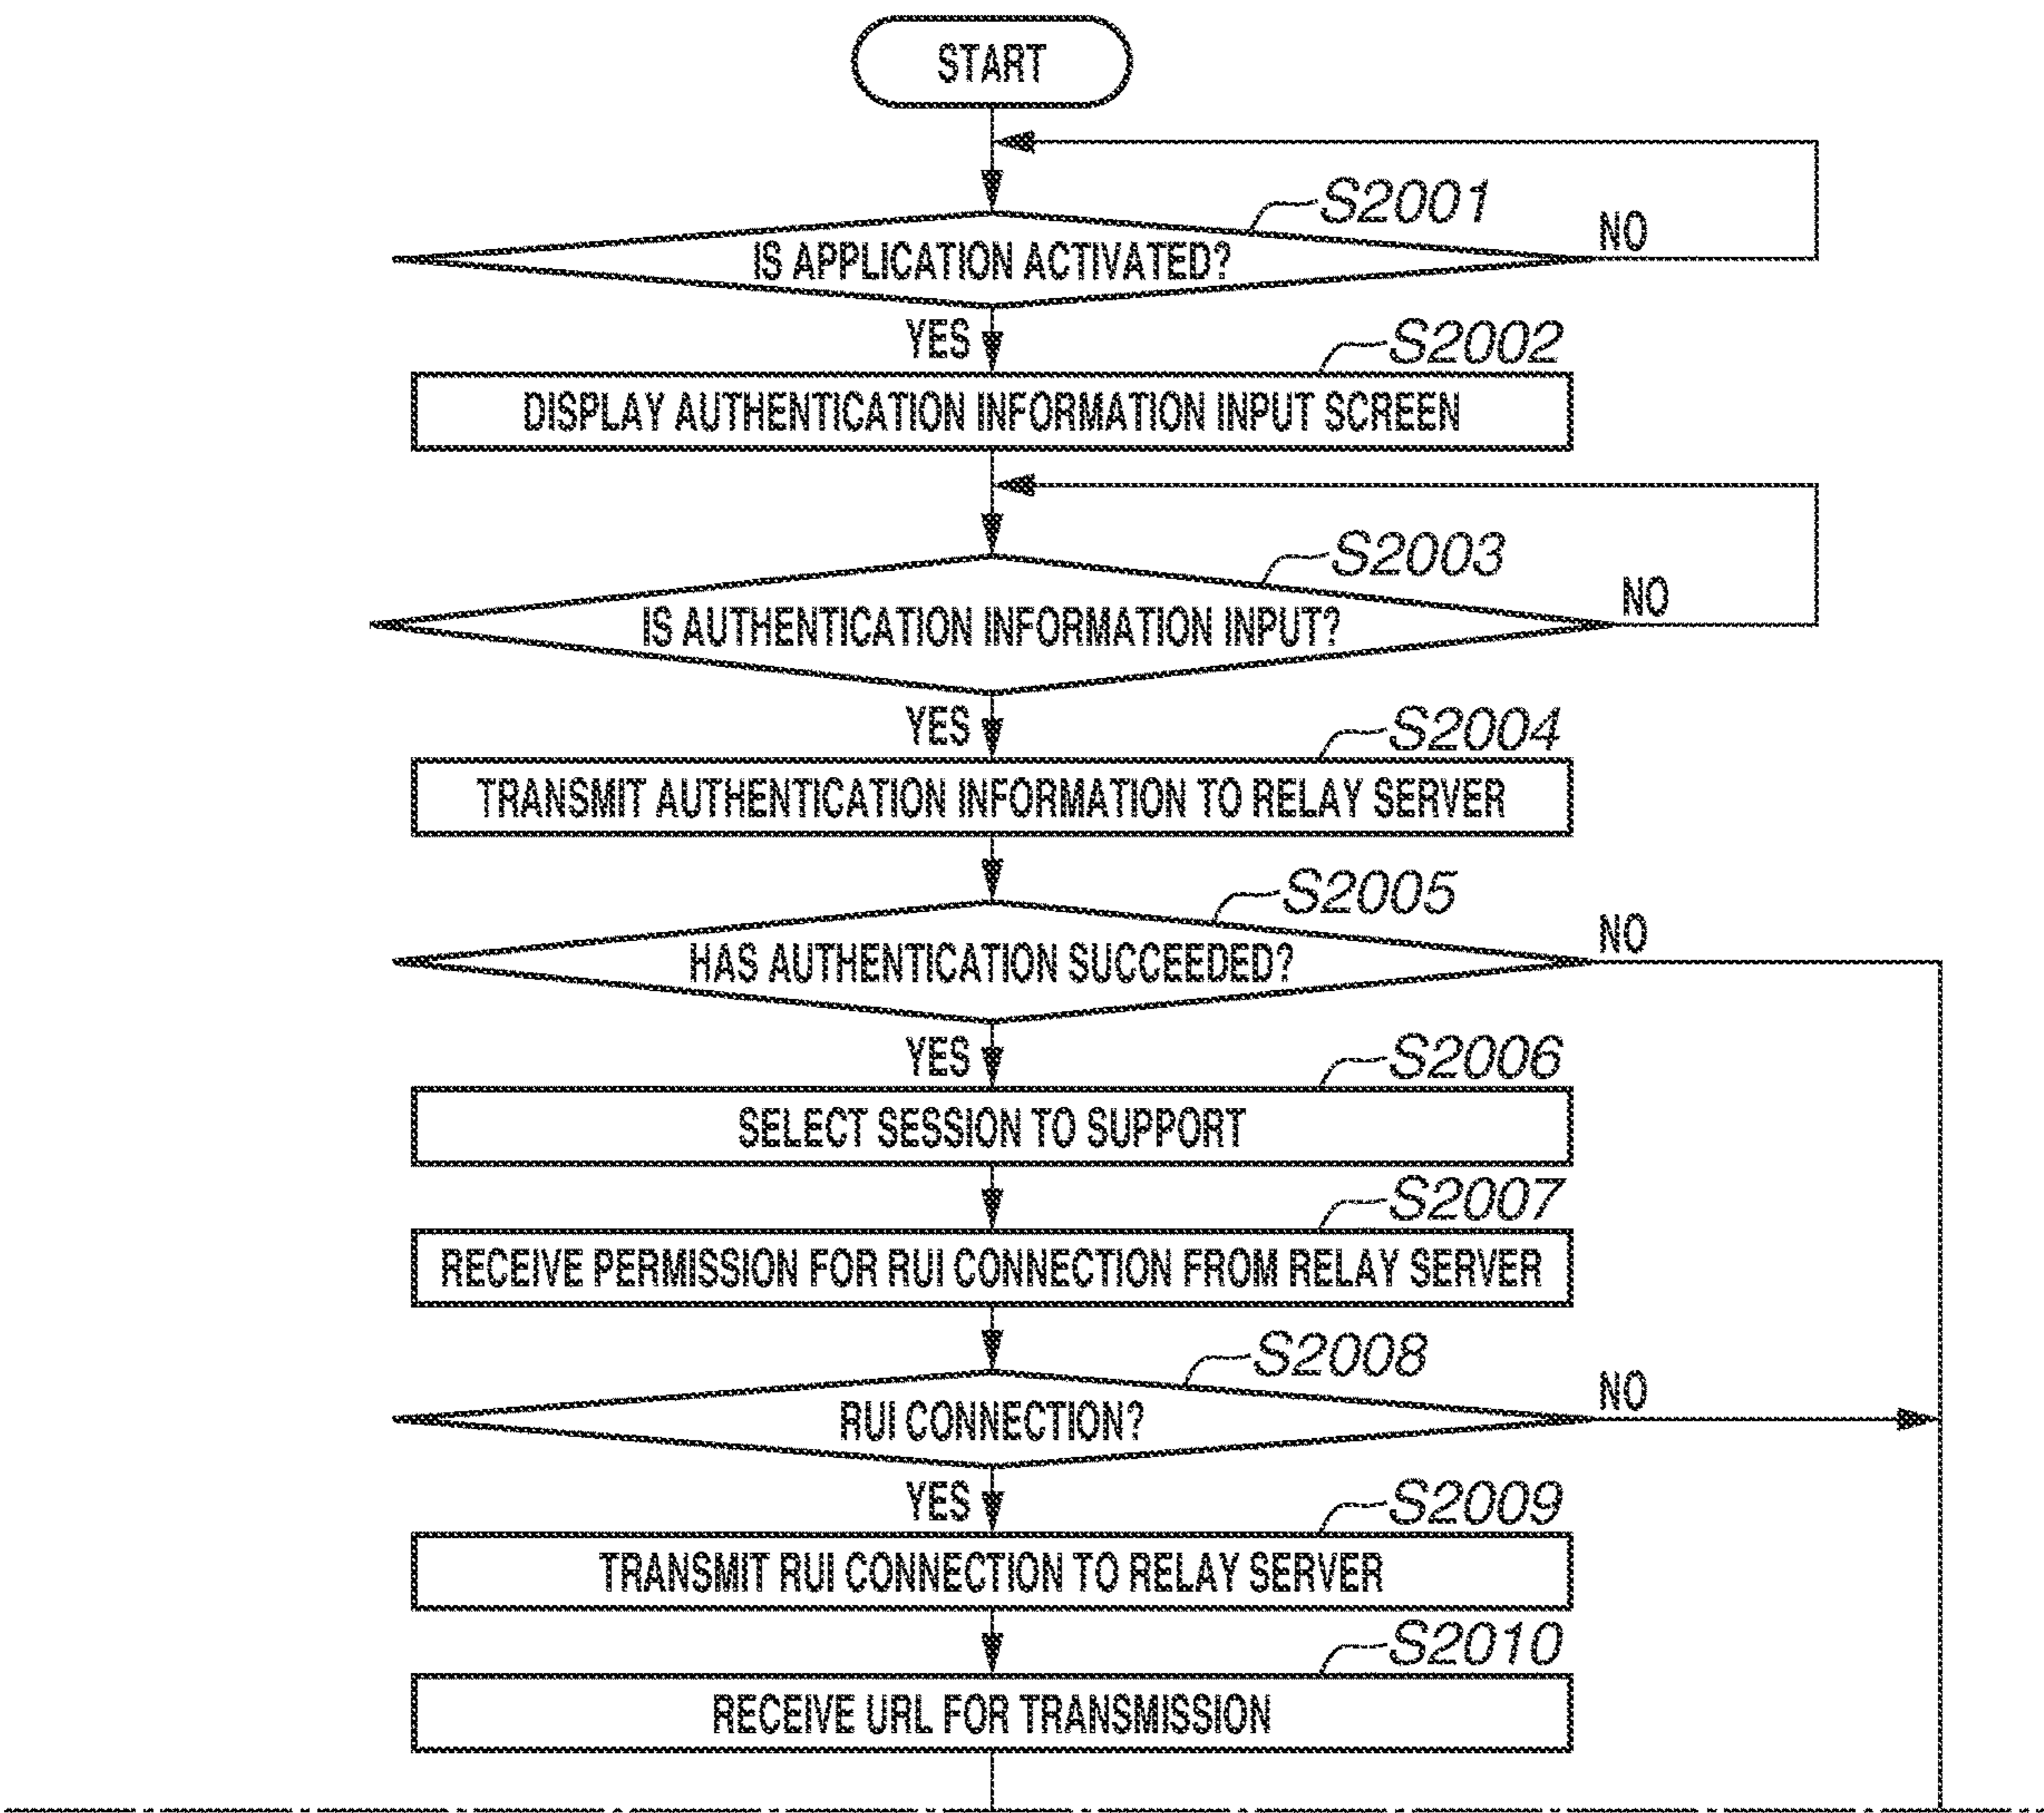 START
S2001
NO
IS APPLICATION ACTIVATED?
YES
S2002
DISPLAY AUTHENTICATION INFORMATION INPUT SCREEN
S2003
NO
IS AUTHENTICATION INFORMATION INPUT?
YES
S2004
TRANSMIT AUTHENTICATION INFORMATION TO RELAY SERVER
S2005
NO
HAS AUTHENTICATION SUCCEEDED?
YES
S2006
SELECT SESSION TO SUPPORT
S2007
RECEIVE PERMISSION FOR RUI CONNECTION FROM RELAY SERVER
S2008
NO
RUI CONNECTION?
YES
S2009
TRANSMIT RUI CONNECTION TO RELAY SERVER
S2010
RECEIVE URL FOR TRANSMISSION